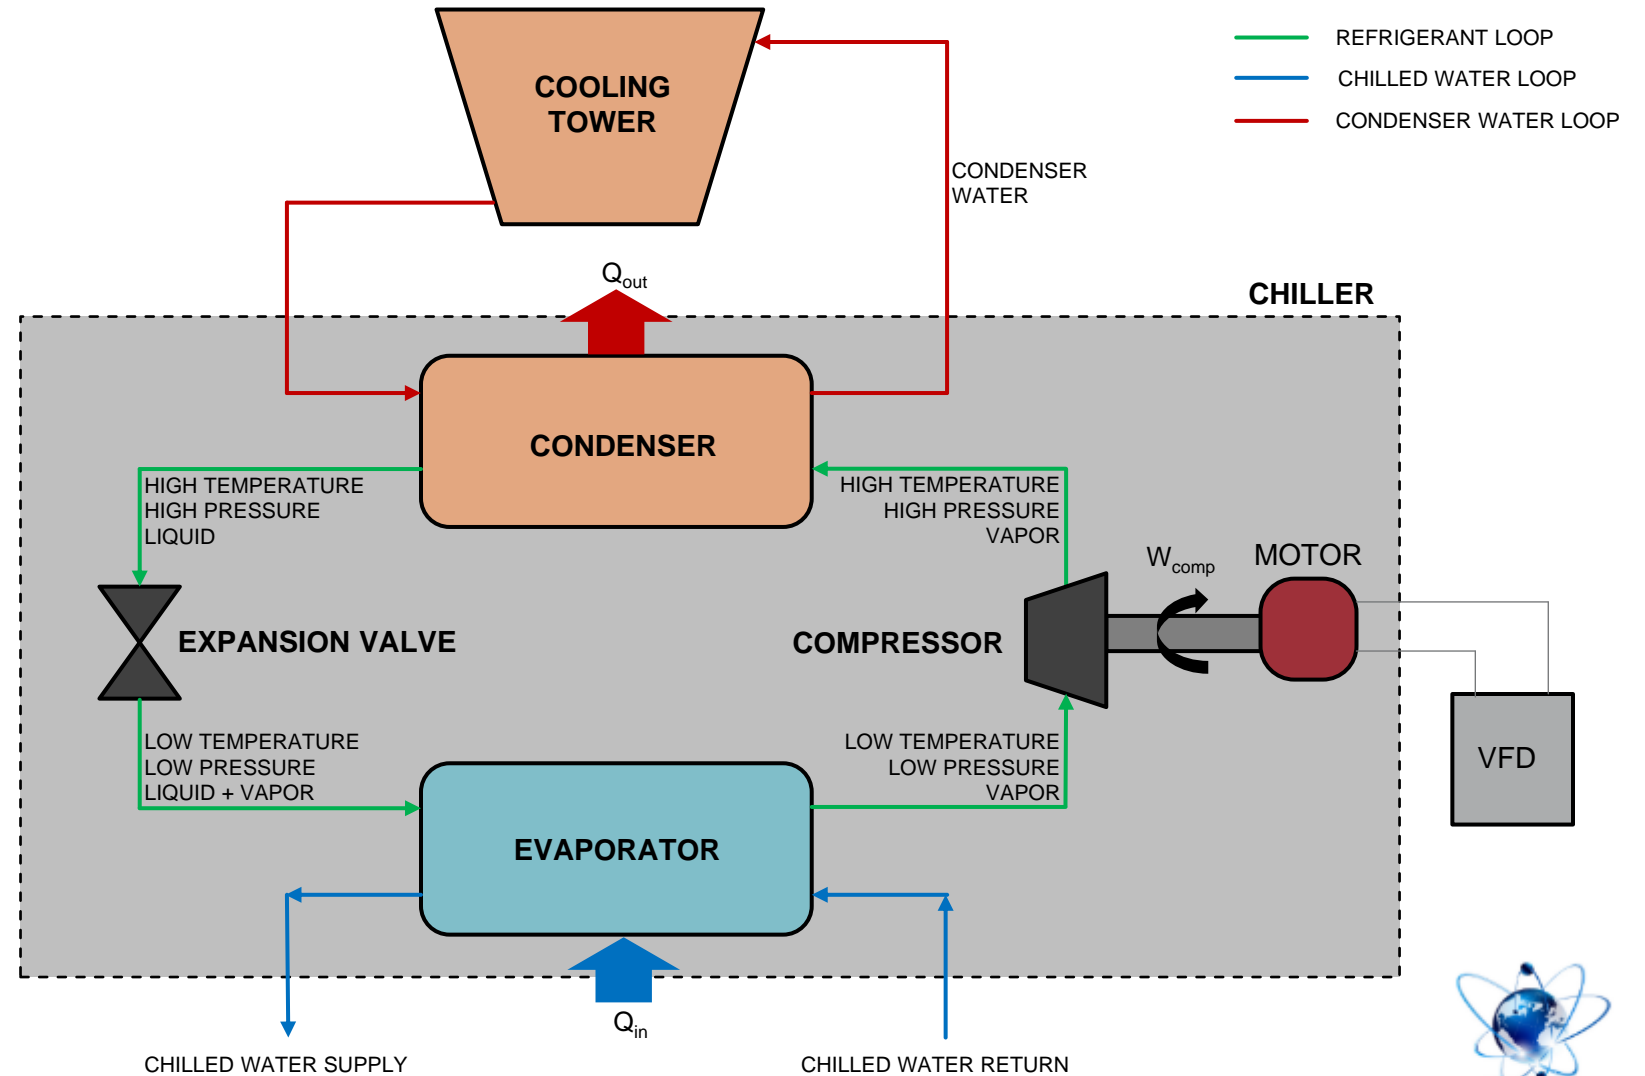 COOLING
TOWER
REFRIGERANT LOOP
CHILLED WATER LOOP
CONDENSER WATER LOOP
CONDENSER
WATER
Qout
CHILLER
CONDENSER
HIGH TEMPERATURE
HIGH PRESSURE
LIQUID
HIGH TEMPERATURE
HIGH PRESSURE
VAPOR
Wcomp
MOTOR
EXPANSION VALVE
COMPRESSOR
LOW TEMPERATURE
LOW PRESSURE
LIQUID + VAPOR
LOW TEMPERATURE
LOW PRESSURE
VAPOR
VFD
EVAPORATOR
Qin
CHILLED WATER SUPPLY
CHILLED WATER RETURN